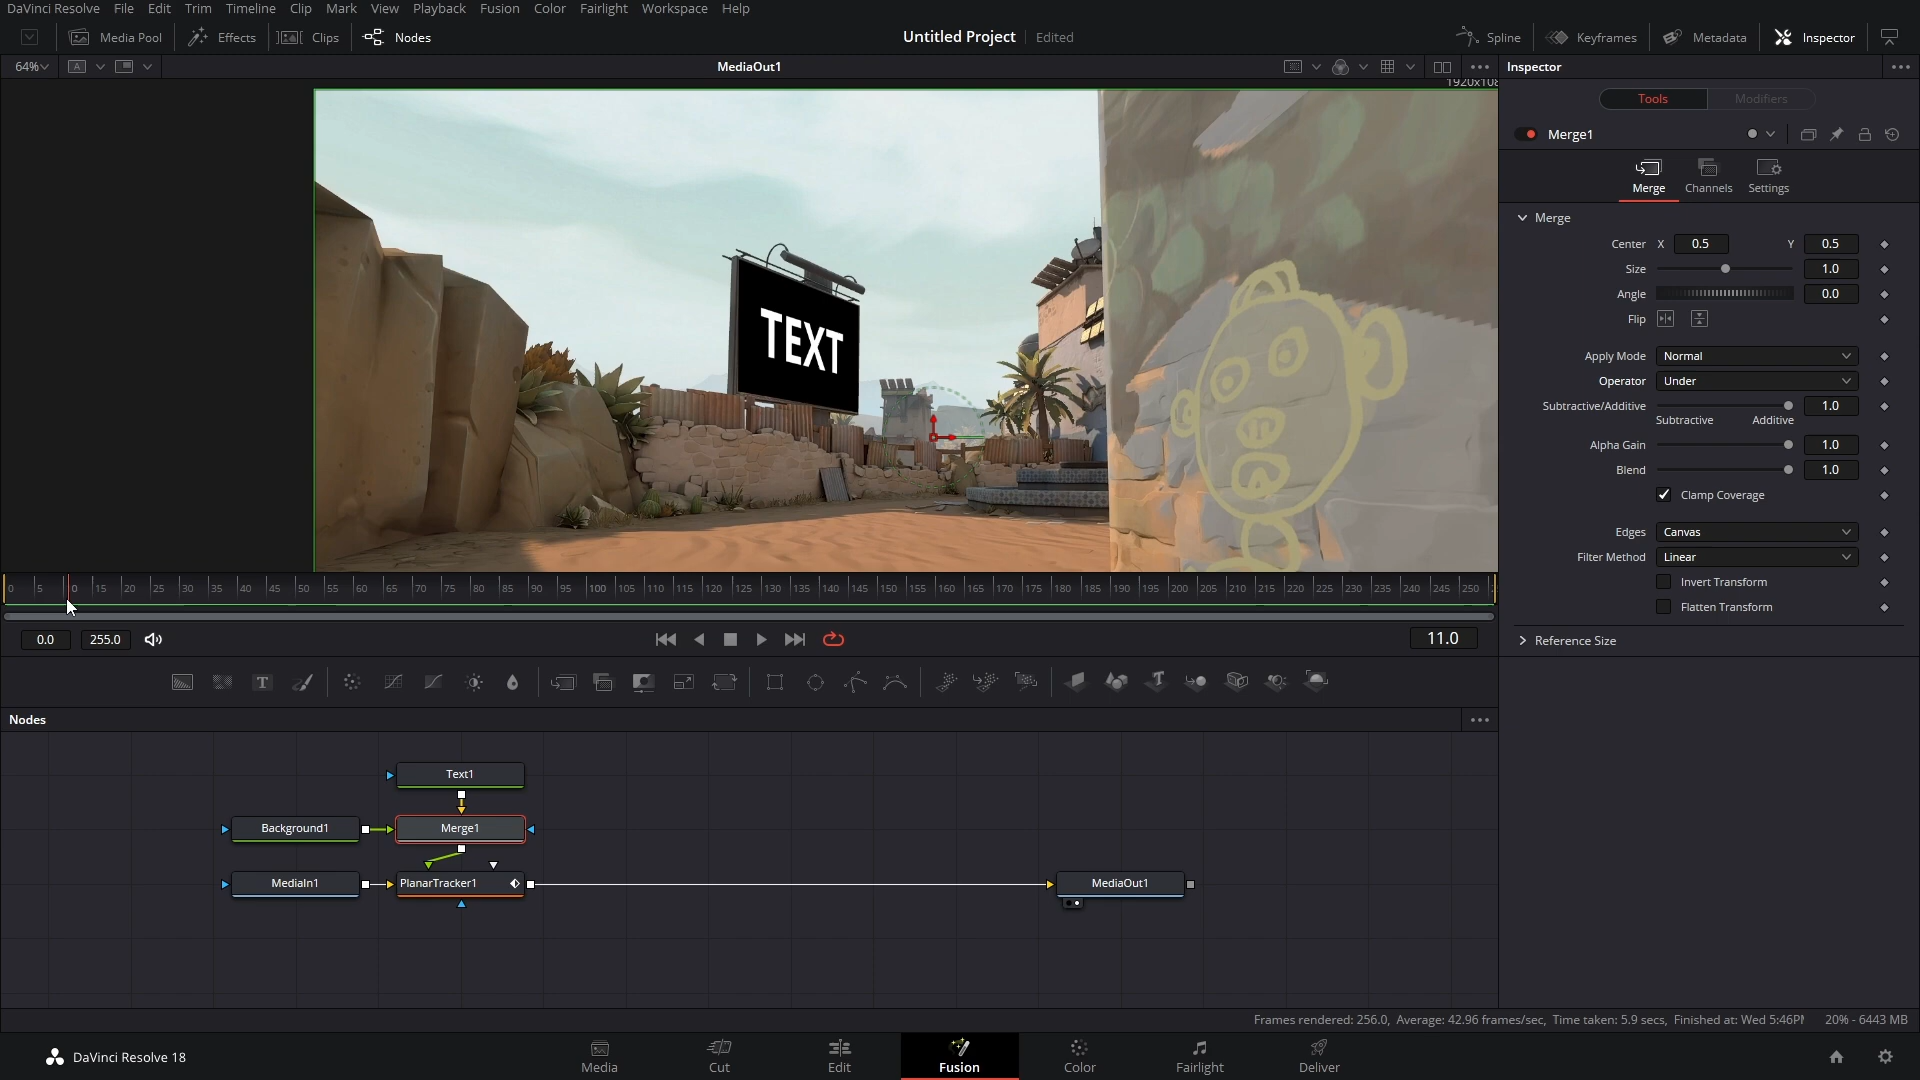 DaVinci Resolve File Edit Trim Timeline Clip Mark View Playback Fusion Color Fairlight Workspace Help
Media Pool Effects Clips Nodes Untitled Project Edited Spline Keyframes Metadata Inspector
64% A MediaOut1 Inspector
1920x108
Tools Modifiers
Merge1
Merge Channels Settings
Merge
Center X 0.5 Y 0.5
Size 1.0
Angle 0.0
Flip
TEXT
Apply Mode Normal
Operator Under
Subtractive/Additive 1.0
Subtractive Additive
Alpha Gain 1.0
Blend 1.0
Clamp Coverage
Edges Canvas
Filter Method Linear
Invert Transform
Flatten Transform
Reference Size
0 5 0 15 20 25 30 35 40 45 50 55 60 65 70 75 80 85 90 95 100 105 110 115 120 125 130 135 140 145 150 155 160 165 170 175 180 185 190 195 200 205 210 215 220 225 230 235 240 245 250
0.0 255.0 11.0
T
Nodes
Text1
Background1 Merge1
MediaIn1 PlanarTracker1 MediaOut1
Frames rendered: 256.0, Average: 42.96 frames/sec, Time taken: 5.9 secs, Finished at: Wed 5:46P 20% - 6443 MB
DaVinci Resolve 18 Media Cut Edit Fusion Color Fairlight Deliver